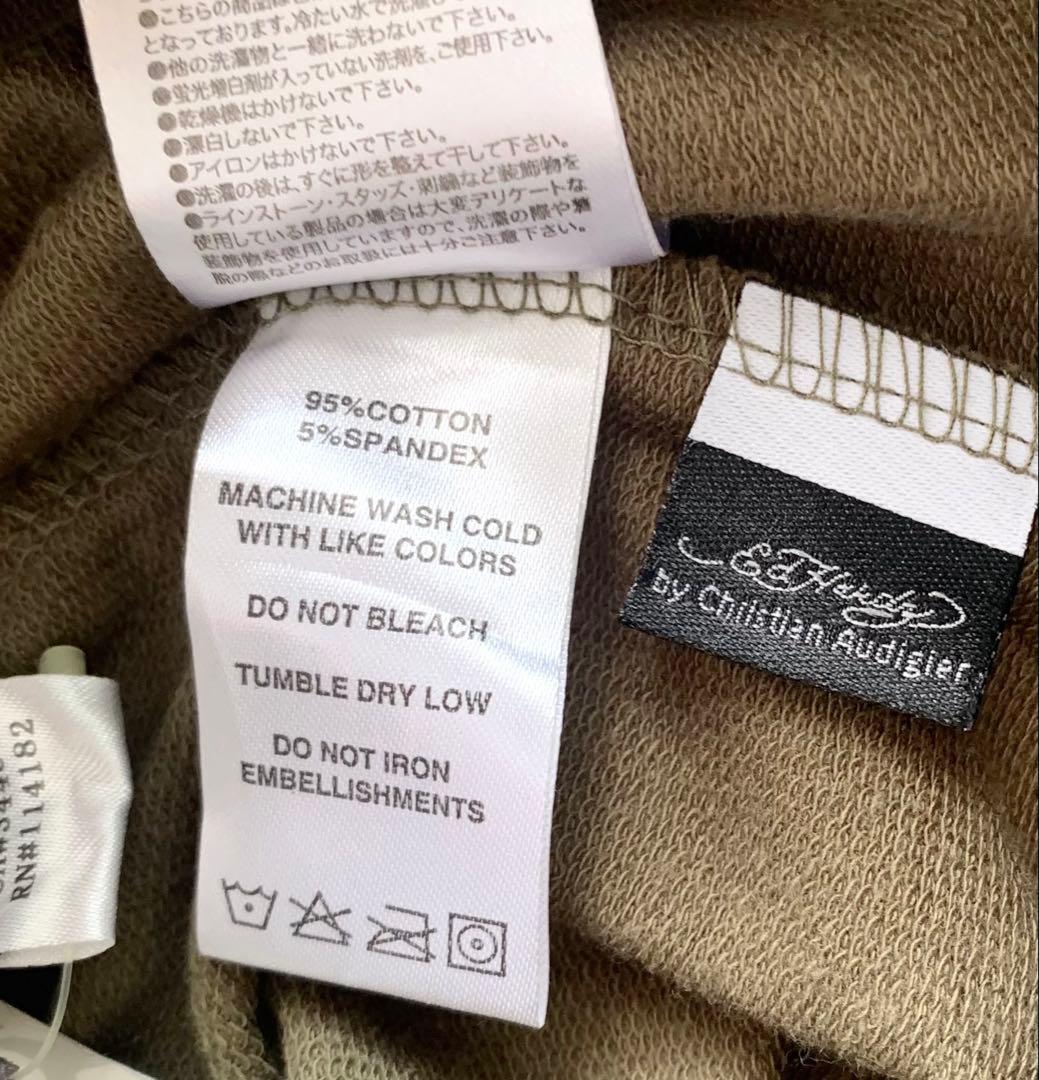 ●こちらの商品は
となっております。冷たい水で洗濯し
●他の洗濯物と一緒に洗わないで下さい。
●蛍光増白剤が入っていない洗剤を、ご使用下さい。
●乾燥機はかけないで下さい。
●漂白しないで下さい。
●アイロンはかけないで下さい。
●洗濯の後は、すぐに形を整えて干して下さい。
●ラインストーン・スタッズ・刺繍など装飾物を
使用している製品の場合は大変デリケートな
装飾物を使用していますので、洗濯の際や着
脱の際などのお取扱には十分ご注意下さい。
95%COTTON
5%SPANDEX
MACHINE WASH COLD
WITH LIKE COLORS
DO NOT BLEACH
TUMBLE DRY LOW
DO NOT IRON
EMBELLISHMENTS
Ed Hardy
by Christian Audigier
RN#114182